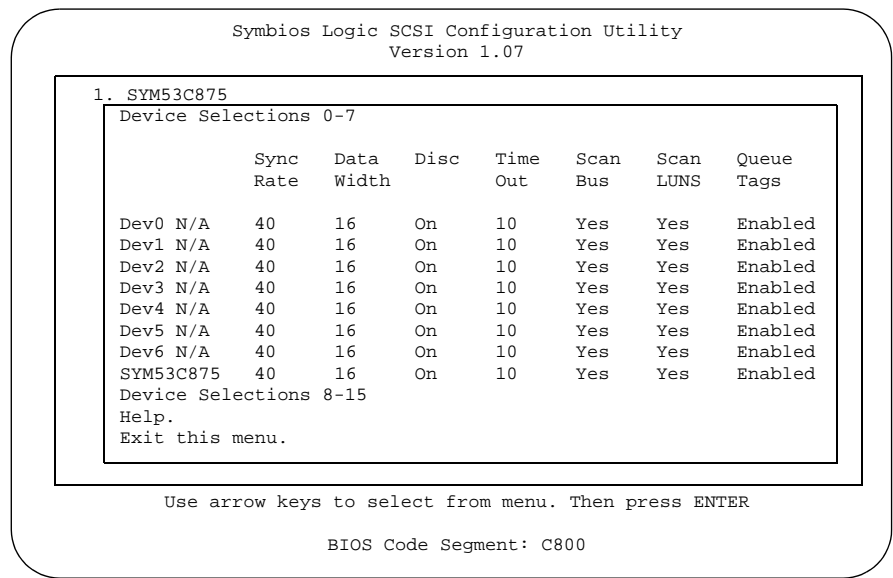 Symbios Logic SCSI Configuration Utility
Version 1.07
1. SYM53C875
Device Selections 0-7
Sync Data Disc Time Scan Scan Queue
Rate Width Out Bus LUNS Tags
Dev0 N/A 40 16 On 10 Yes Yes Enabled
Dev1 N/A 40 16 On 10 Yes Yes Enabled
Dev2 N/A 40 16 On 10 Yes Yes Enabled
Dev3 N/A 40 16 On 10 Yes Yes Enabled
Dev4 N/A 40 16 On 10 Yes Yes Enabled
Dev5 N/A 40 16 On 10 Yes Yes Enabled
Dev6 N/A 40 16 On 10 Yes Yes Enabled
SYM53C875 40 16 On 10 Yes Yes Enabled
Device Selections 8-15
Help.
Exit this menu.
Use arrow keys to select from menu. Then press ENTER
BIOS Code Segment: C800